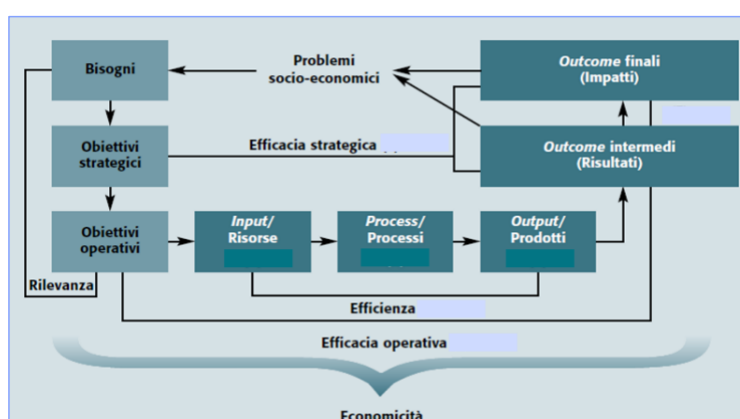 Bisogni
Problemi
socio-economici
Outcome finali
(Impatti)
Obiettivi
strategici
Efficacia strategica
Outcome intermedi
(Risultati)
Obiettivi
operativi
Input/
Risorse
Process/
Processi
Output/
Prodotti
Rilevanza
Efficienza
Efficacia operativa
Economicità